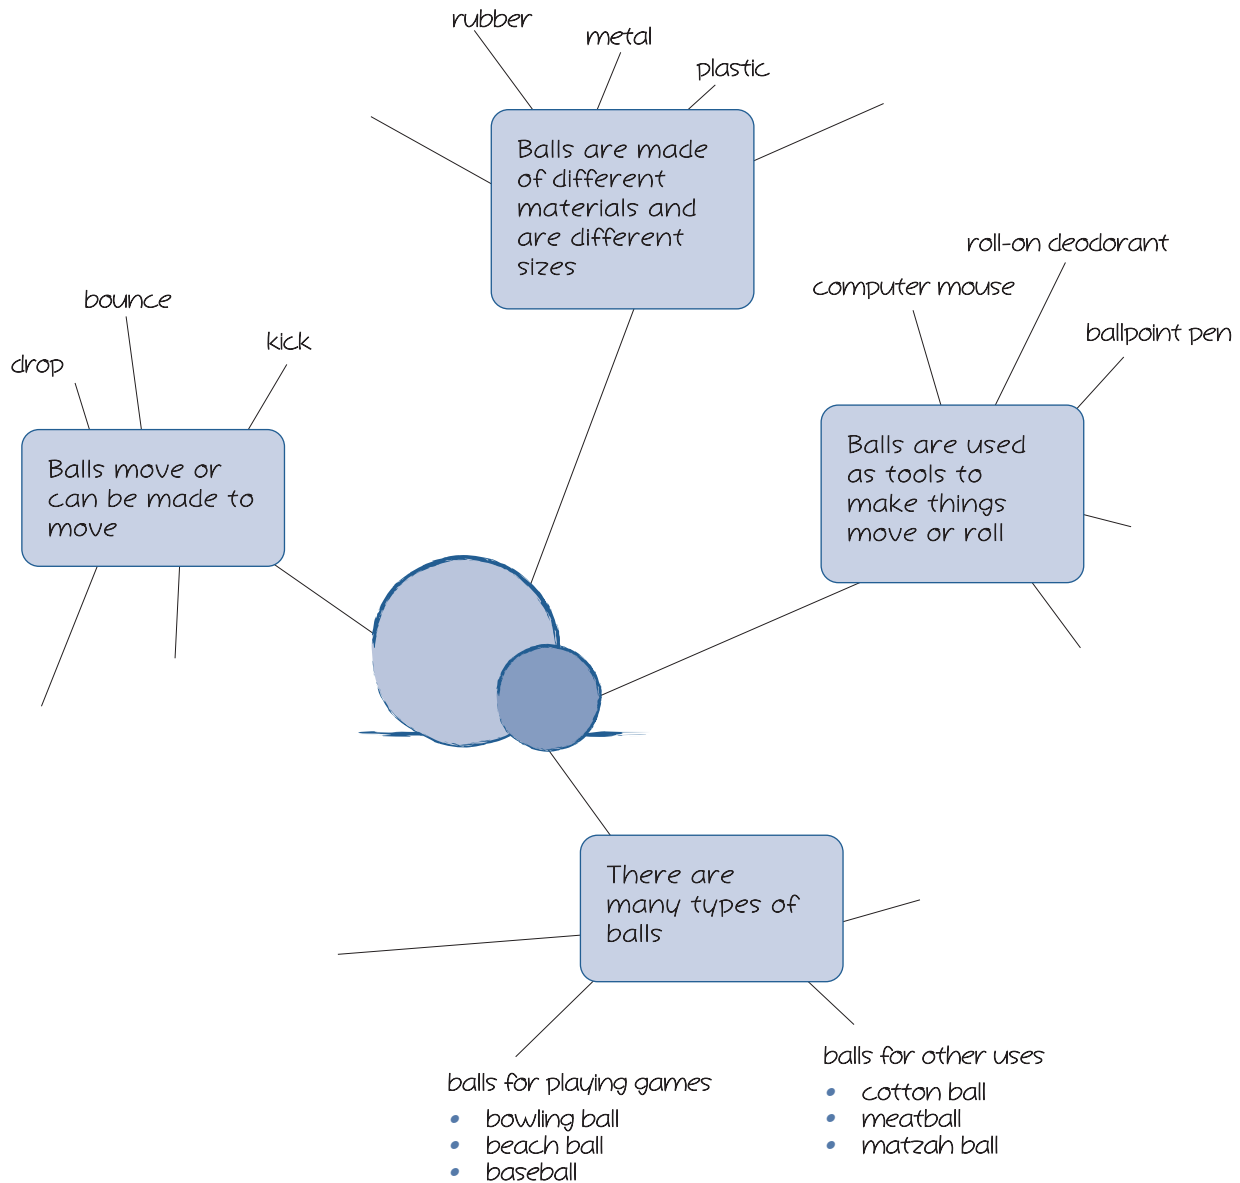 rubber
metal
plastic
Balls are made
of different
materials and
are different
sizes
bounce
kick
drop
Balls move or
can be made to
move
roll-on deodorant
computer mouse
ballpoint pen
Balls are used
as tools to
make things
move or roll
There are
many types of
balls
balls for playing games
• bowling ball
• beach ball
• baseball
balls for other uses
• cotton ball
• meatball
• matzah ball